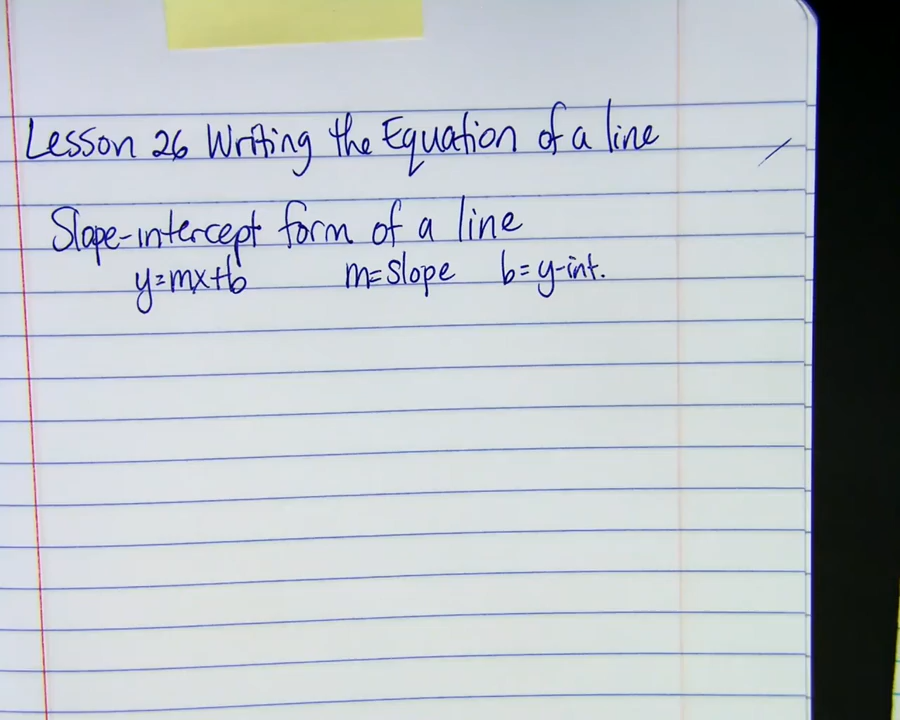 Lesson 26 Writing the Equation of a line
Slope-intercept form of a line
y=mx+b m=slope b=y-int.